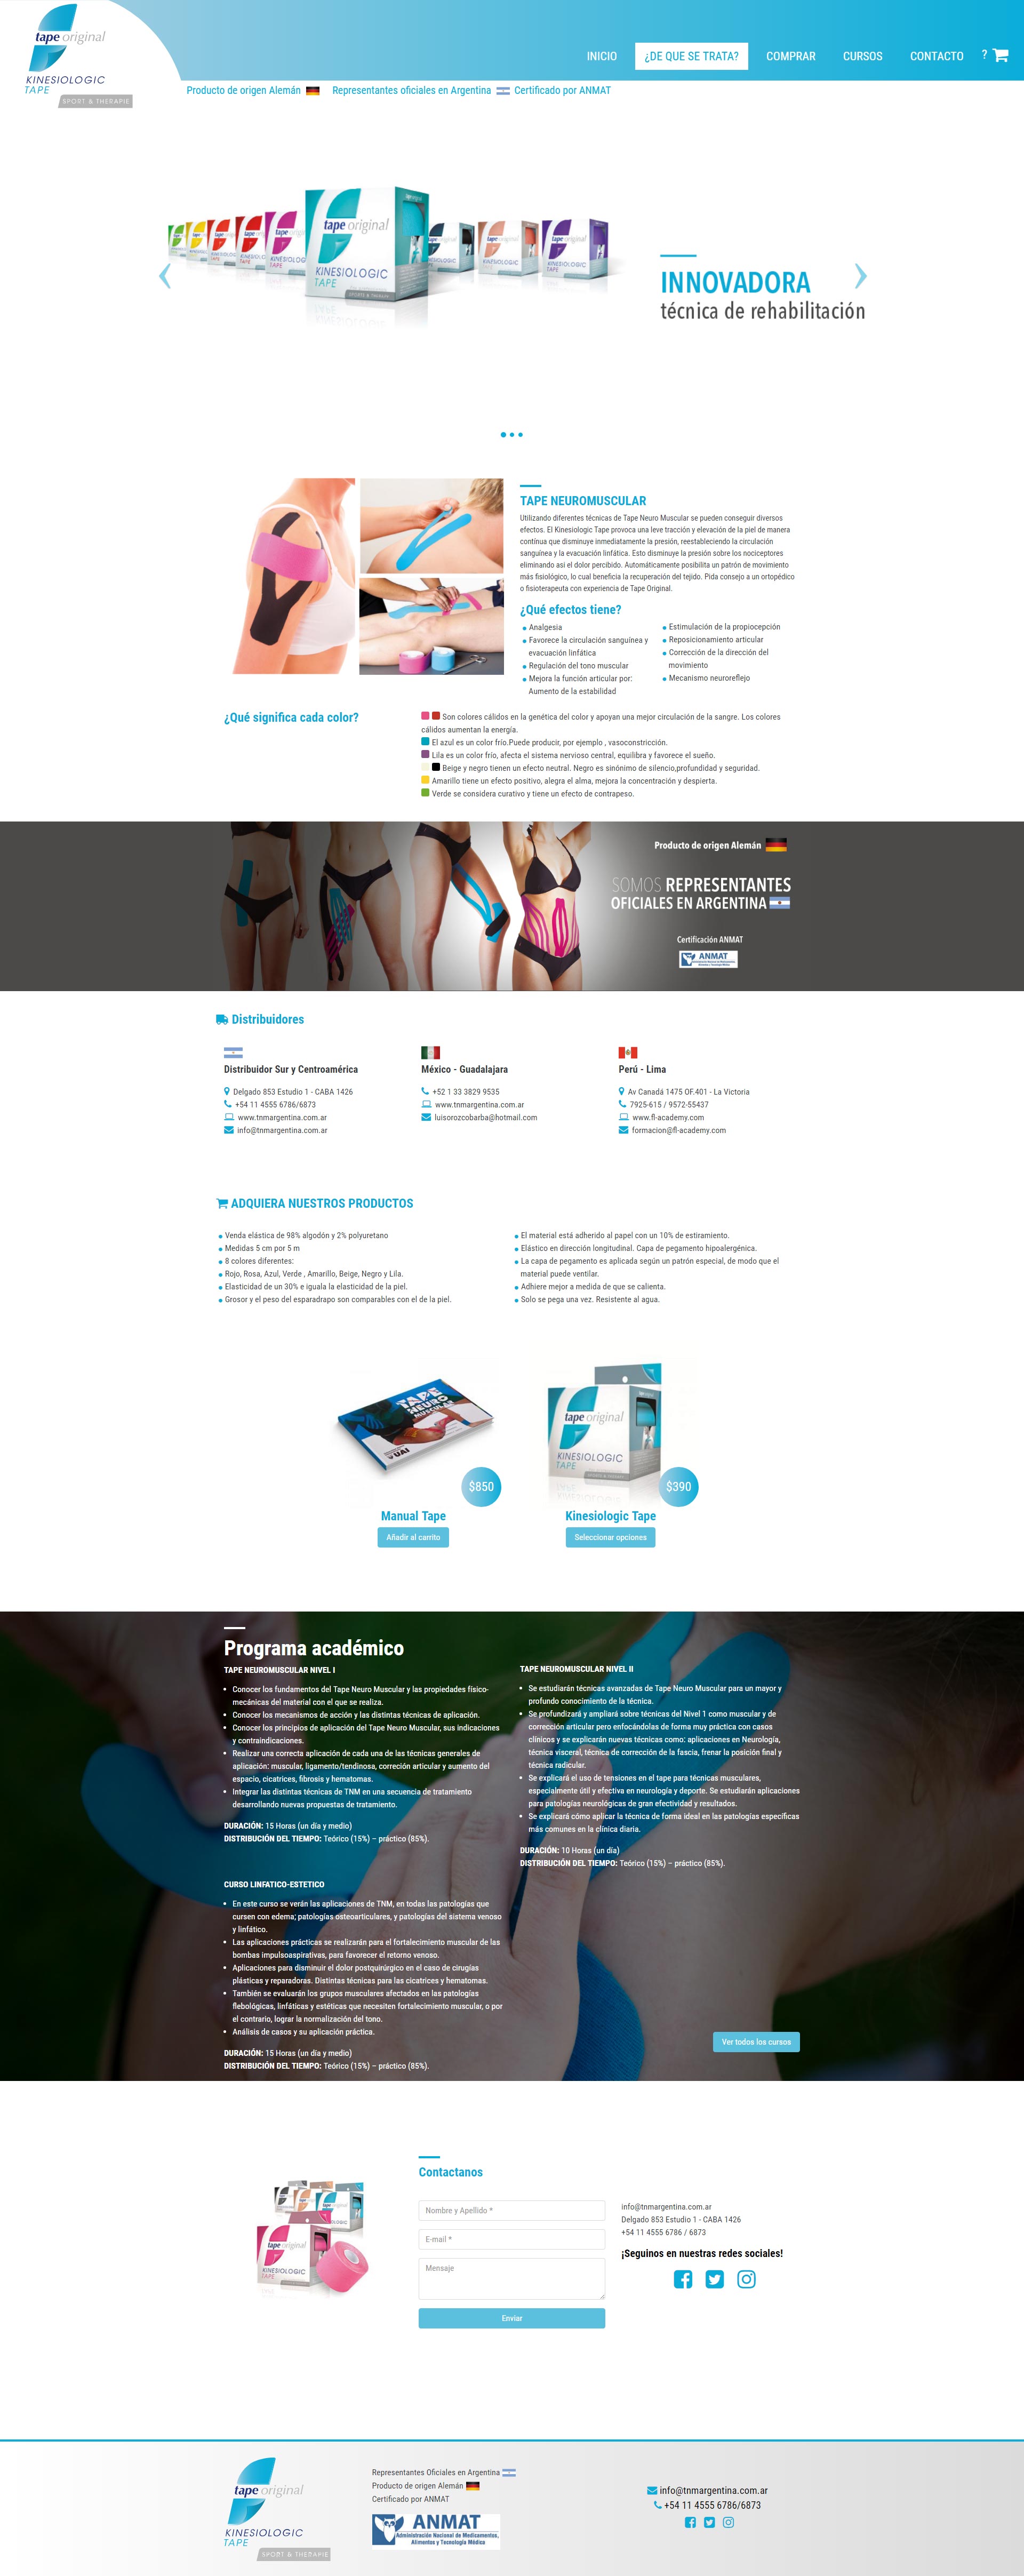 tape original
KINESIOLOGIC
TAPE
SPORT & THERAPIE
INICIO
¿DE QUE SE TRATA?
COMPRAR
CURSOS
CONTACTO
?
Producto de origen Alemán
Representantes oficiales en Argentina
Certificado por ANMAT
tape original
KINESIOLOGIC
TAPE
INNOVADORA
técnica de rehabilitación
TAPE NEUROMUSCULAR
Utilizando diferentes técnicas de Tape Neuro Muscular se pueden conseguir diversos
efectos. El Kinesiologic Tape provoca una leve tracción y elevación de la piel de manera
contínua que disminuye inmediatamente la presión, reestableciendo la circulación
sanguínea y la evacuación linfática. Esto disminuye la presión sobre los nociceptores
eliminando asi el dolor percibido. Automáticamente posibilita un patrón de movimiento
más fisiológico, lo cual beneficia la recuperación del tejido. Pida consejo a un ortopédico
o fisioterapeuta con experiencia de Tape Original.
¿Qué efectos tiene?
Analgesia
Favorece la circulación sanguínea y
evacuación linfática
Regulación del tono muscular
Mejora la función articular por:
Aumento de la estabilidad
Estimulación de la propiocepción
Reposicionamiento articular
Corrección de la dirección del
movimiento
Mecanismo neuroreflejo
¿Qué significa cada color?
Son colores cálidos en la genética del color y apoyan una mejor circulación de la sangre. Los colores
cálidos aumentan la energía.
El azul es un color frío.Puede producir, por ejemplo , vasoconstricción.
Lila es un color frío, afecta el sistema nervioso central, equilibra y favorece el sueño.
Beige y negro tienen un efecto neutral. Negro es sinónimo de silencio,profundidad y seguridad.
Amarillo tiene un efecto positivo, alegra el alma, mejora la concentración y despierta.
Verde se considera curativo y tiene un efecto de contrapeso.
Producto de origen Alemán
SOMOS REPRESENTANTES
OFICIALES EN ARGENTINA
Certificación ANMAT
ANMAT
Distribuidores
Distribuidor Sur y Centroamérica
Delgado 853 Estudio 1 - CABA 1426
+54 11 4555 6786/6873
www.tnmargentina.com.ar
info@tnmargentina.com.ar
México - Guadalajara
+52 1 33 3829 9535
www.tnmargentina.com.ar
luisorozcobarba@hotmail.com
Perú - Lima
Av Canadá 1475 OF.401 - La Victoria
7925-615 / 9572-55437
www.fl-academy.com
formacion@fl-academy.com
ADQUIERA NUESTROS PRODUCTOS
Venda elástica de 98% algodón y 2% polyuretano
Medidas 5 cm por 5 m
8 colores diferentes:
Rojo, Rosa, Azul, Verde , Amarillo, Beige, Negro y Lila.
Elasticidad de un 30% e iguala la elasticidad de la piel.
Grosor y el peso del esparadrapo son comparables con el de la piel.
El material está adherido al papel con un 10% de estiramiento.
Elástico en dirección longitudinal. Capa de pegamento hipoalergénica.
La capa de pegamento es aplicada según un patrón especial, de modo que el
material puede ventilar.
Adhiere mejor a medida de que se calienta.
Solo se pega una vez. Resistente al agua.
TAPE
NEURO
MUSCULAR
UAI
$850
Manual Tape
Añadir al carrito
tape original
KINESIOLOGIC
TAPE
$390
Kinesiologic Tape
Seleccionar opciones
Programa académico
TAPE NEUROMUSCULAR NIVEL I
Conocer los fundamentos del Tape Neuro Muscular y las propiedades físico-
mecánicas del material con el que se realiza.
Conocer los mecanismos de acción y las distintas técnicas de aplicación.
Conocer los principios de aplicación del Tape Neuro Muscular, sus indicaciones
y contraindicaciones.
Realizar una correcta aplicación de cada una de las técnicas generales de
aplicación: muscular, ligamento/tendinosa, correción articular y aumento del
espacio, cicatrices, fibrosis y hematomas.
Integrar las distintas técnicas de TNM en una secuencia de tratamiento
desarrollando nuevas propuestas de tratamiento.
DURACIÓN: 15 Horas (un día y medio)
DISTRIBUCIÓN DEL TIEMPO: Teórico (15%) – práctico (85%).
TAPE NEUROMUSCULAR NIVEL II
Se estudiarán técnicas avanzadas de Tape Neuro Muscular para un mayor y
profundo conocimiento de la técnica.
Se profundizará y ampliará sobre técnicas del Nivel 1 como muscular y de
corrección articular pero enfocándolas de forma muy práctica con casos
clínicos y se explicarán nuevas técnicas como: aplicaciones en Neurología,
técnica visceral, técnica de corrección de la fascia, frenar la posición final y
técnica radicular.
Se explicará el uso de tensiones en el tape para técnicas musculares,
especialmente útil y efectiva en neurología y deporte. Se estudiarán aplicaciones
para patologías neurológicas de gran efectividad y resultados.
Se explicará cómo aplicar la técnica de forma ideal en las patologías específicas
más comunes en la clínica diaria.
DURACIÓN: 10 Horas (un día)
DISTRIBUCIÓN DEL TIEMPO: Teórico (15%) – práctico (85%).
CURSO LINFATICO-ESTETICO
En este curso se verán las aplicaciones de TNM, en todas las patologías que
cursen con edema; patologías osteoarticulares, y patologías del sistema venoso
y linfático.
Las aplicaciones prácticas se realizarán para el fortalecimiento muscular de las
bombas impulsoaspirativas, para favorecer el retorno venoso.
Aplicaciones para disminuir el dolor postquirúrgico en el caso de cirugías
plásticas y reparadoras. Distintas técnicas para las cicatrices y hematomas.
También se evaluarán los grupos musculares afectados en las patologías
flebológicas, linfáticas y estéticas que necesiten fortalecimiento muscular, o por
el contrario, lograr la normalización del tono.
Análisis de casos y su aplicación práctica.
DURACIÓN: 15 Horas (un día y medio)
DISTRIBUCIÓN DEL TIEMPO: Teórico (15%) – práctico (85%).
Ver todos los cursos
Contactanos
Nombre y Apellido *
E-mail *
Mensaje
Enviar
info@tnmargentina.com.ar
Delgado 853 Estudio 1 - CABA 1426
+54 11 4555 6786 / 6873
¡Seguinos en nuestras redes sociales!
tape original
KINESIOLOGIC
TAPE
SPORT & THERAPIE
Representantes Oficiales en Argentina
Producto de origen Alemán
Certificado por ANMAT
ANMAT
Administración Nacional de Medicamentos,
Alimentos y Tecnología Médica
info@tnmargentina.com.ar
+54 11 4555 6786/6873